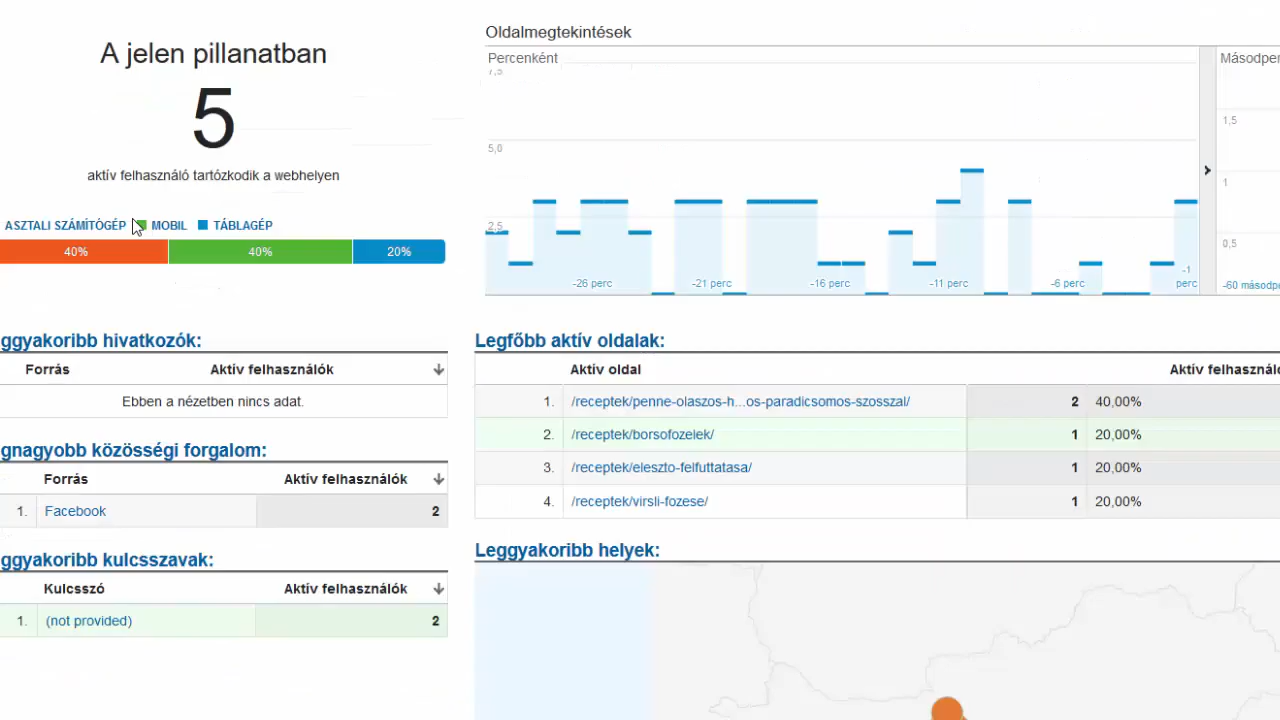 A jelen pillanatban
5
aktív felhasználó tartózkodik a webhelyen
ASZTALI SZÁMÍTÓGÉP MOBIL TÁBLAGÉP
40% 40% 20%
Oldalmegtekintések
Percenként
7,5
5,0
2,5
-26 perc -21 perc -16 perc -11 perc -6 perc -1 perc
Másodper
1,5
1
0,5
-60 másodpe
ggyakoribb hivatkozók:
Forrás Aktív felhasználók
Ebben a nézetben nincs adat.
gnagyobb közösségi forgalom:
Forrás Aktív felhasználók
1. Facebook 2
ggyakoribb kulcsszavak:
Kulcsszó Aktív felhasználók
1. (not provided) 2
Legfőbb aktív oldalak:
Aktív oldal Aktív felhasznál
1. /receptek/penne-olaszos-h...os-paradicsomos-szosszal/ 2 40,00%
2. /receptek/borsofozelek/ 1 20,00%
3. /receptek/eleszto-felfuttatasa/ 1 20,00%
4. /receptek/virsli-fozese/ 1 20,00%
Leggyakoribb helyek: